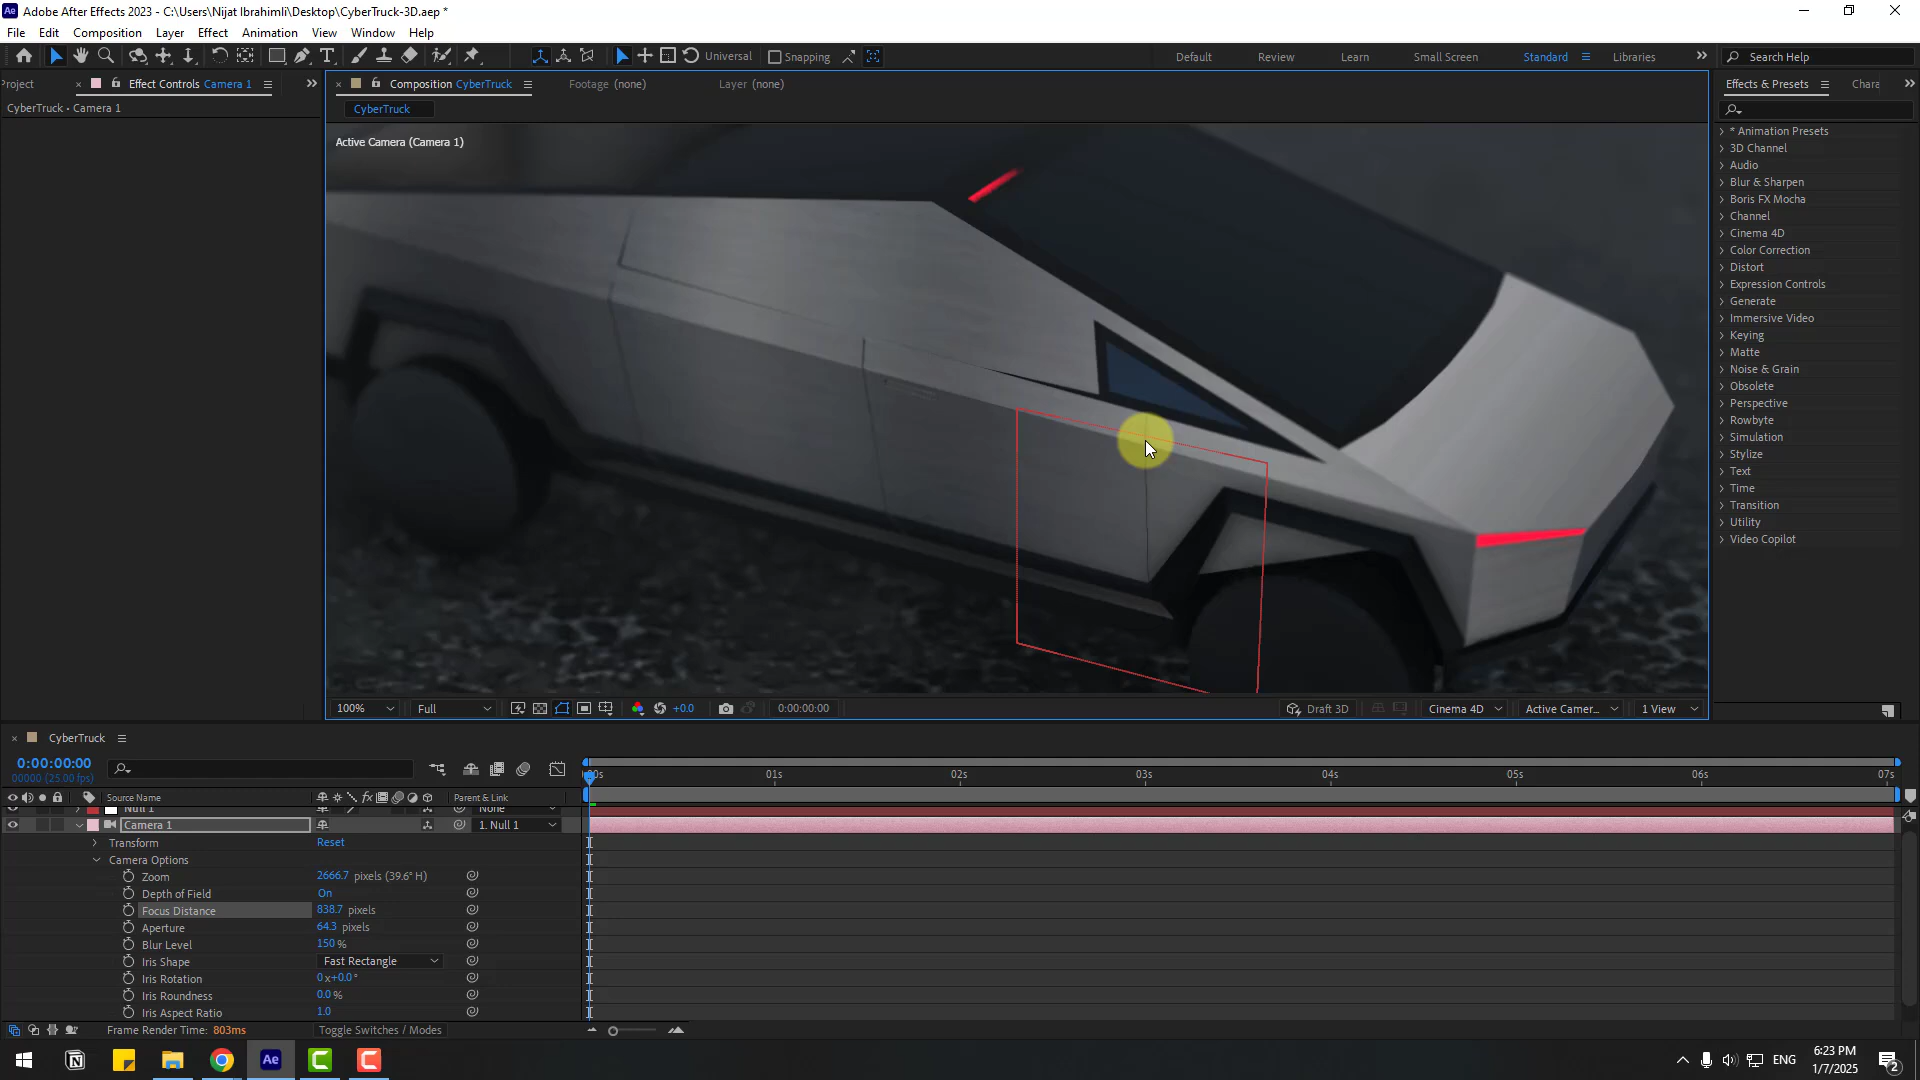 Adobe After Effects 2023 - C:\Users\Nijat Ibrahimli\Desktop\CyberTruck-3D.aep *
File Edit Composition Layer Effect Animation View Window Help
Universal Snapping Default Review Learn Small Screen Standard Libraries Search Help
Project Effect Controls Camera 1 Composition CyberTruck Footage (none) Layer (none) Effects & Presets Chara
CyberTruck • Camera 1
CyberTruck
Active Camera (Camera 1)
* Animation Presets
3D Channel
Audio
Blur & Sharpen
Boris FX Mocha
Channel
Cinema 4D
Color Correction
Distort
Expression Controls
Generate
Immersive Video
Keying
Matte
Noise & Grain
Obsolete
Perspective
Rowbyte
Simulation
Stylize
Text
Time
Transition
Utility
Video Copilot
100% Full +0.0 0:00:00:00 Draft 3D Cinema 4D Active Camer... 1 View
CyberTruck
0:00:00:00
00000 (25.00 fps)
:00s 01s 02s 03s 04s 05s 06s 07s
Source Name Parent & Link
Null 1 None
Camera 1 1. Null 1
Transform Reset
Camera Options
Zoom 2666.7 pixels (39.6° H)
Depth of Field On
Focus Distance 838.7 pixels
Aperture 64.3 pixels
Blur Level 150 %
Iris Shape Fast Rectangle
Iris Rotation 0 x+0.0 °
Iris Roundness 0.0 %
Iris Aspect Ratio 1.0
Frame Render Time: 803ms Toggle Switches / Modes
ENG 6:23 PM
1/7/2025 2